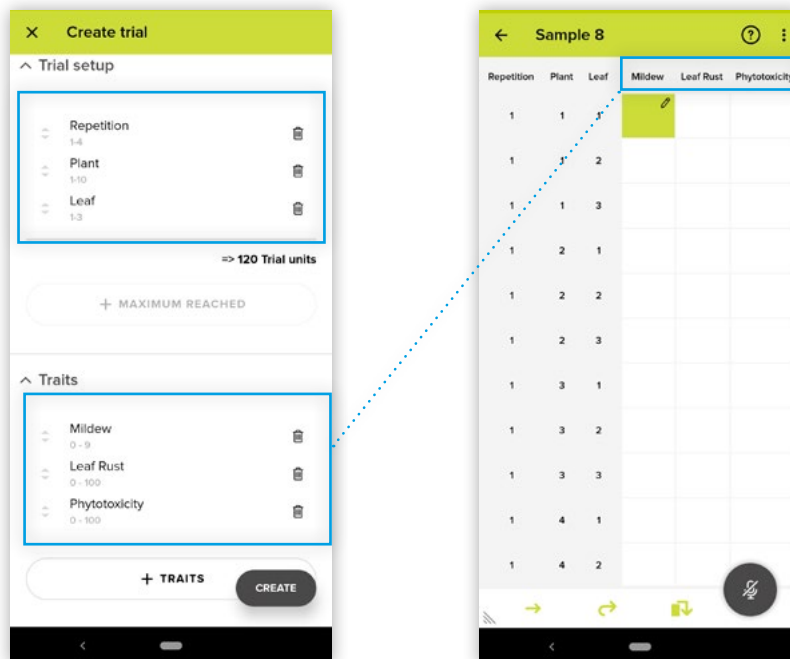 × Create trial
Trial setup
Repetition
1-4
Plant
1-10
Leaf
1-3
=> 120 Trial units
+ MAXIMUM REACHED
Traits
Mildew
0 - 9
Leaf Rust
0 - 100
Phytotoxicity
0 - 100
+ TRAITS
CREATE
Sample 8
Repetition Plant Leaf Mildew Leaf Rust Phytotoxicity
1 1 1
1 1 2
1 1 3
1 2 1
1 2 2
1 2 3
1 3 1
1 3 2
1 3 3
1 4 1
1 4 2